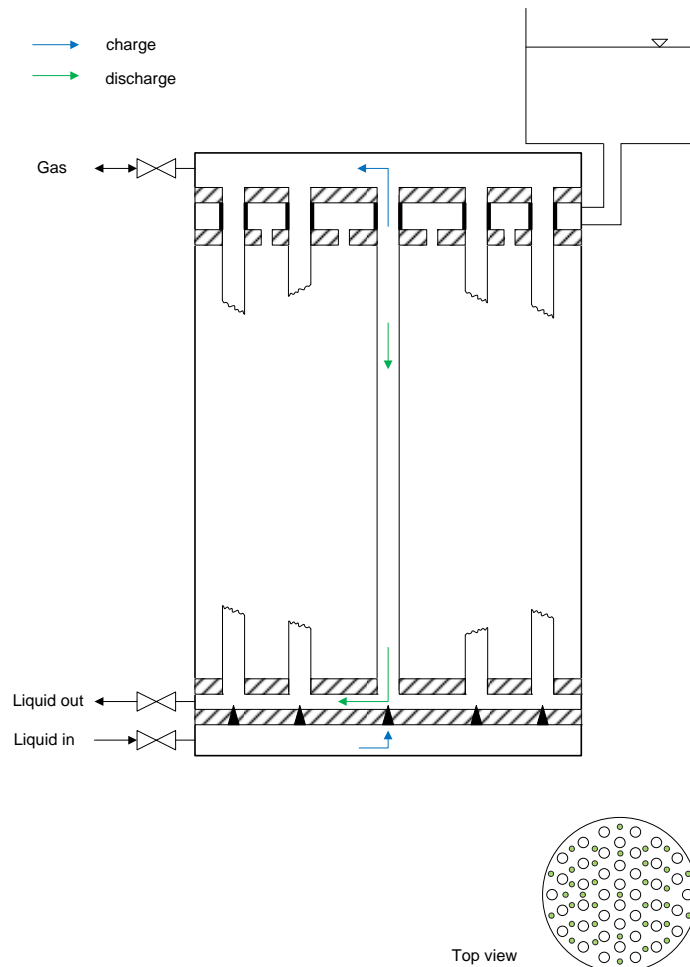 charge
discharge
Gas
Liquid out
Liquid in
Top view